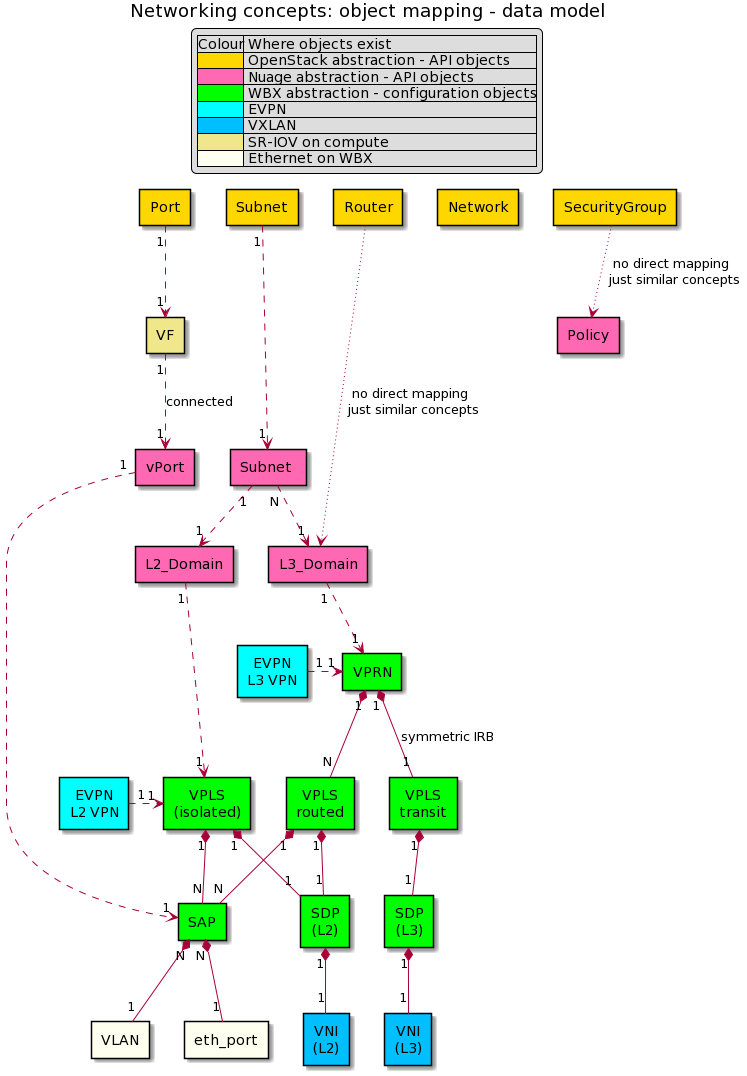 Networking concepts: object mapping - data model
Colour Where objects exist
OpenStack abstraction - API objects
Nuage abstraction - API objects
WBX abstraction - configuration objects
EVPN
VXLAN
SR-IOV on compute
Ethernet on WBX
Port
Subnet
Router
Network
SecurityGroup
1
1
no direct mapping
just similar concepts
1
VF
Policy
1
connected
no direct mapping
just similar concepts
1
1
1
vPort
Subnet
1
N
1
1
L2_Domain
L3_Domain
1
1
1
EVPN
L3 VPN
1
1
VPRN
1
1
symmetric IRB
1
N
1
EVPN
L2 VPN
1
1
VPLS
(isolated)
VPLS
routed
VPLS
transit
1
1
1
1
1
N
N
1
1
1
1
SAP
SDP
(L2)
SDP
(L3)
N
N
1
1
1
1
1
1
VLAN
eth_port
VNI
(L2)
VNI
(L3)